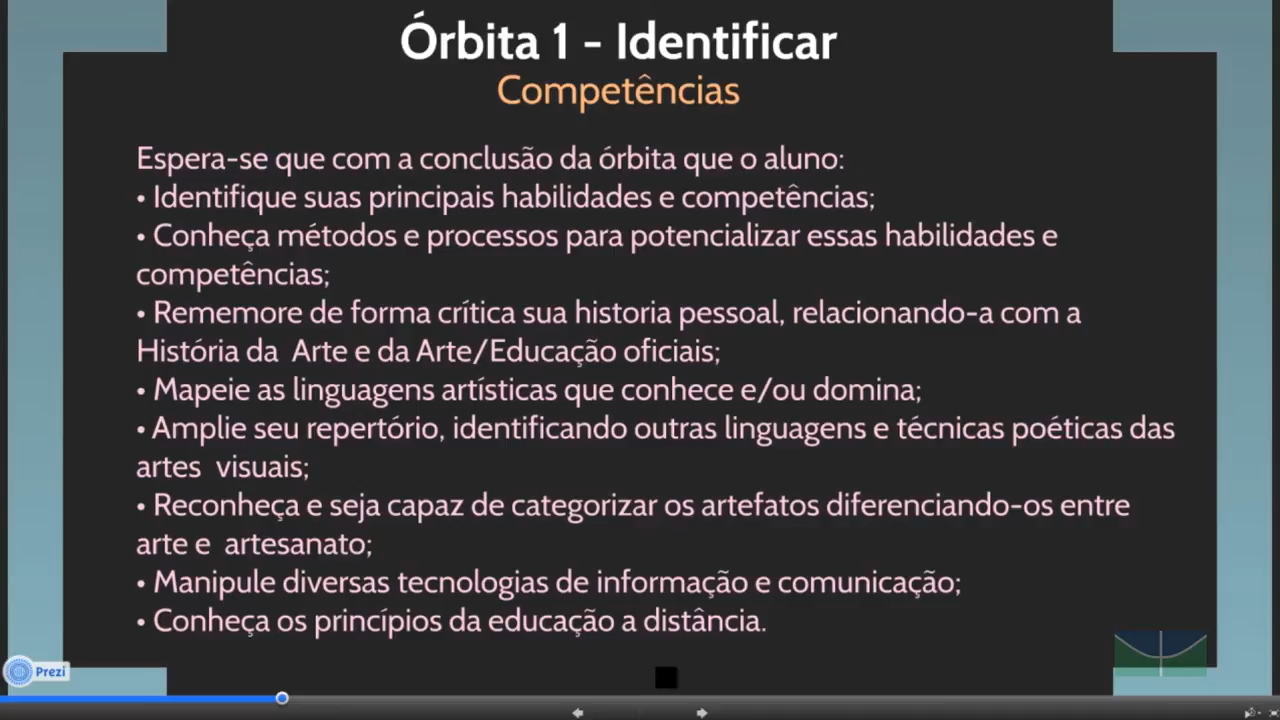 Órbita 1 - Identificar
Competências
Espera-se que com a conclusão da órbita que o aluno:
• Identifique suas principais habilidades e competências;
• Conheça métodos e processos para potencializar essas habilidades e
competências;
• Rememore de forma crítica sua historia pessoal, relacionando-a com a
História da  Arte e da Arte/Educação oficiais;
• Mapeie as linguagens artísticas que conhece e/ou domina;
• Amplie seu repertório, identificando outras linguagens e técnicas poéticas das
artes  visuais;
• Reconheça e seja capaz de categorizar os artefatos diferenciando-os entre
arte e  artesanato;
• Manipule diversas tecnologias de informação e comunicação;
• Conheça os princípios da educação a distância.
Prezi